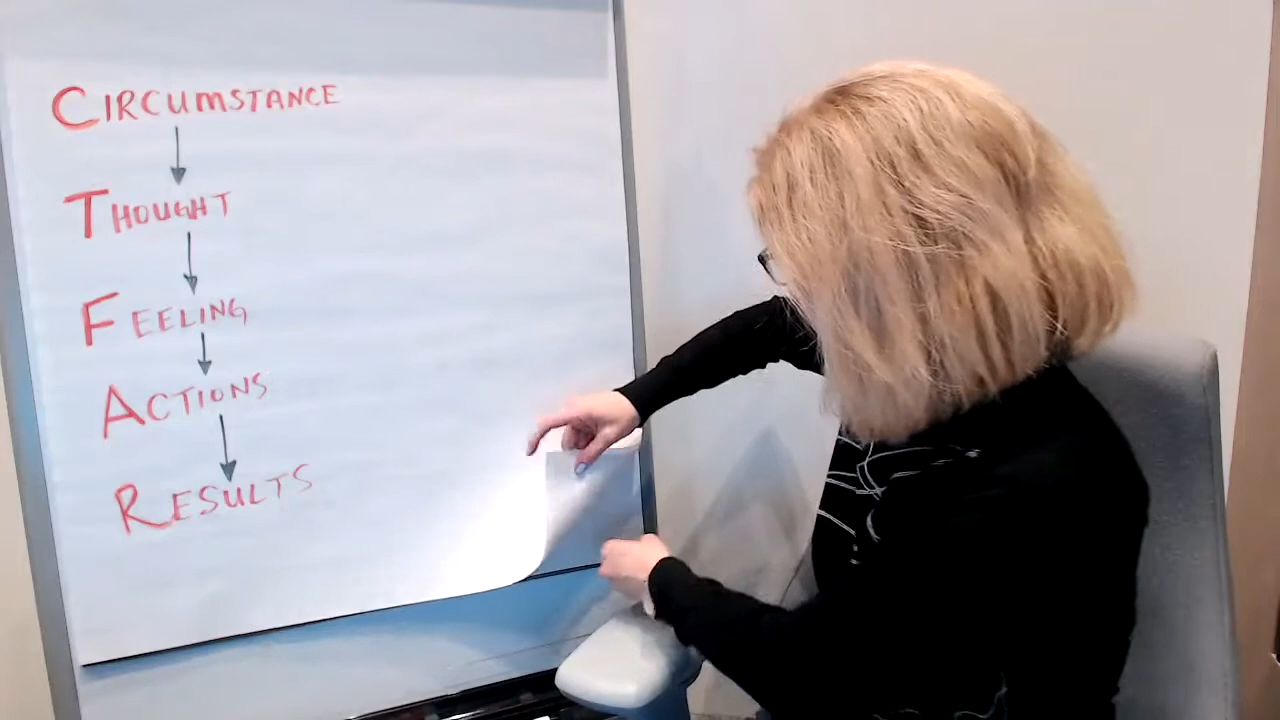 CIRCUMSTANCE
THOUGHT
FEELING
ACTIONS
RESULTS